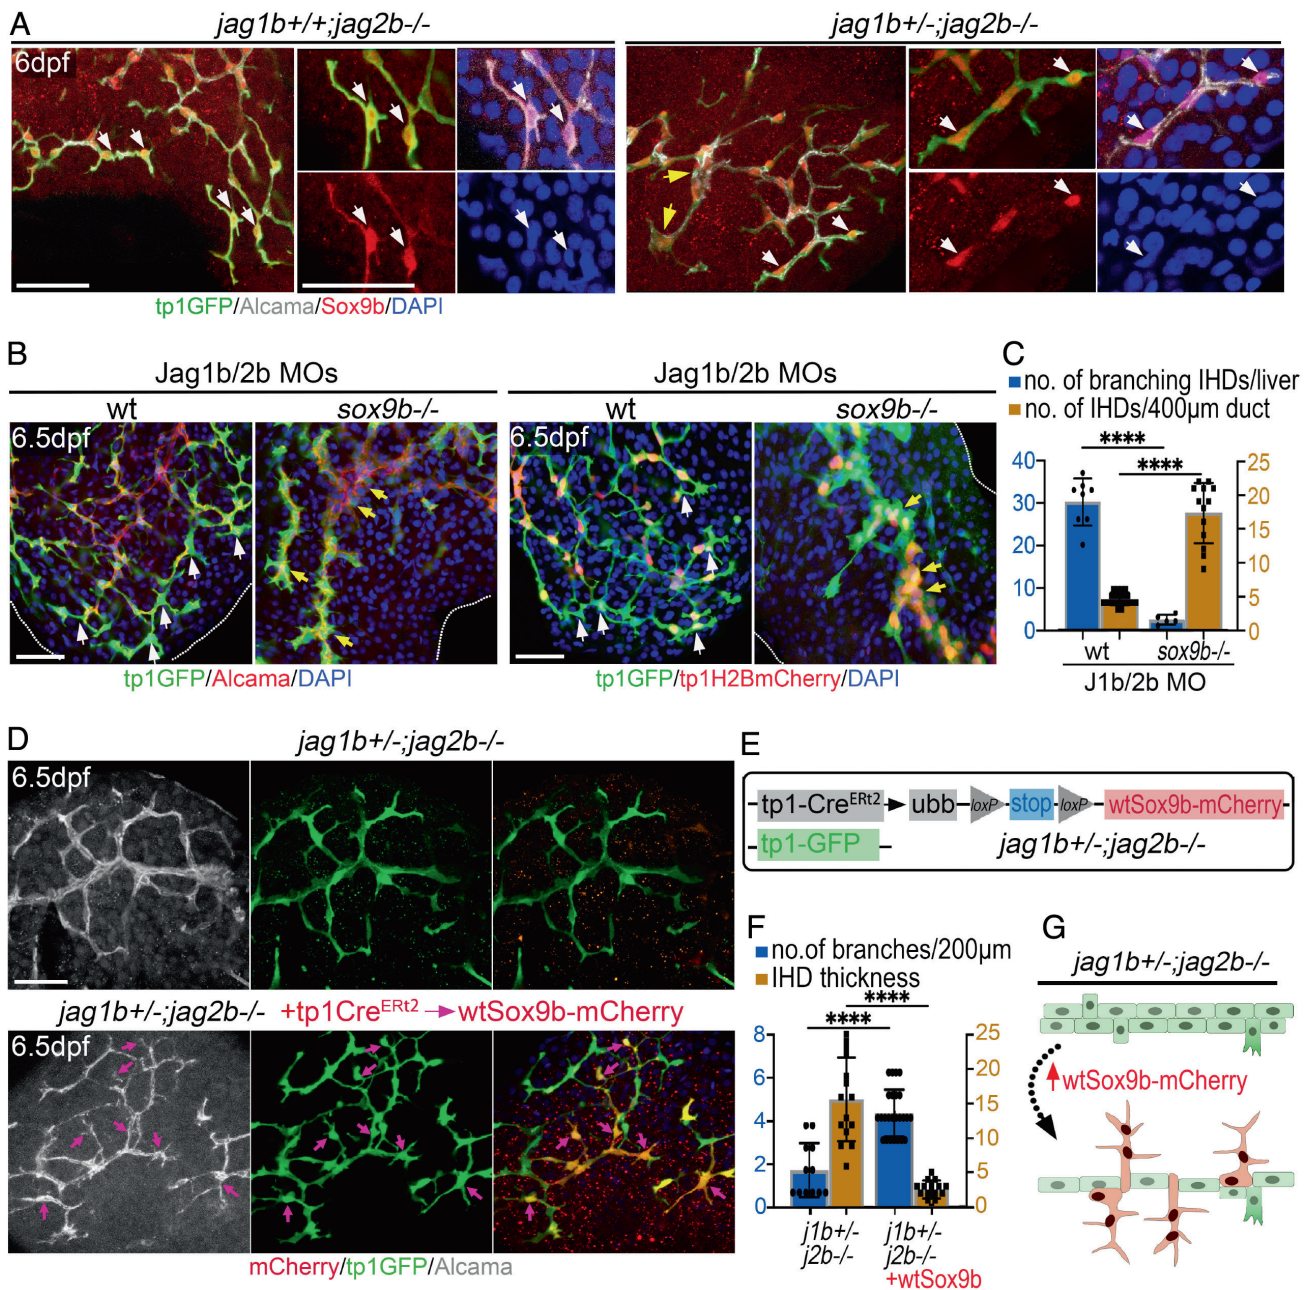 A
jag1b+/+;jag2b-/-
jag1b+/-;jag2b-/-
6dpf
tp1GFP/Alcama/Sox9b/DAPI
B
Jag1b/2b MOs
Jag1b/2b MOs
wt
sox9b-/-
wt
sox9b-/-
6.5dpf
6.5dpf
tp1GFP/Alcama/DAPI
tp1GFP/tp1H2BmCherry/DAPI
C
no. of branching IHDs/liver
no. of IHDs/400µm duct
****
****
40
30
20
10
0
25
20
15
10
5
0
wt
sox9b-/-
J1b/2b MO
D
jag1b+/-;jag2b-/-
6.5dpf
jag1b+/-;jag2b-/- +tp1CreERt2 → wtSox9b-mCherry
6.5dpf
mCherry/tp1GFP/Alcama
E
tp1-CreERt2
ubb
loxP
stop
loxP
wtSox9b-mCherry
tp1-GFP
jag1b+/-;jag2b-/-
F
no.of branches/200µm
IHD thickness
****
****
8
6
4
2
0
25
20
15
10
5
0
j1b+/-
j2b-/-
j1b+/-
j2b-/-
+wtSox9b
G
jag1b+/-;jag2b-/-
wtSox9b-mCherry